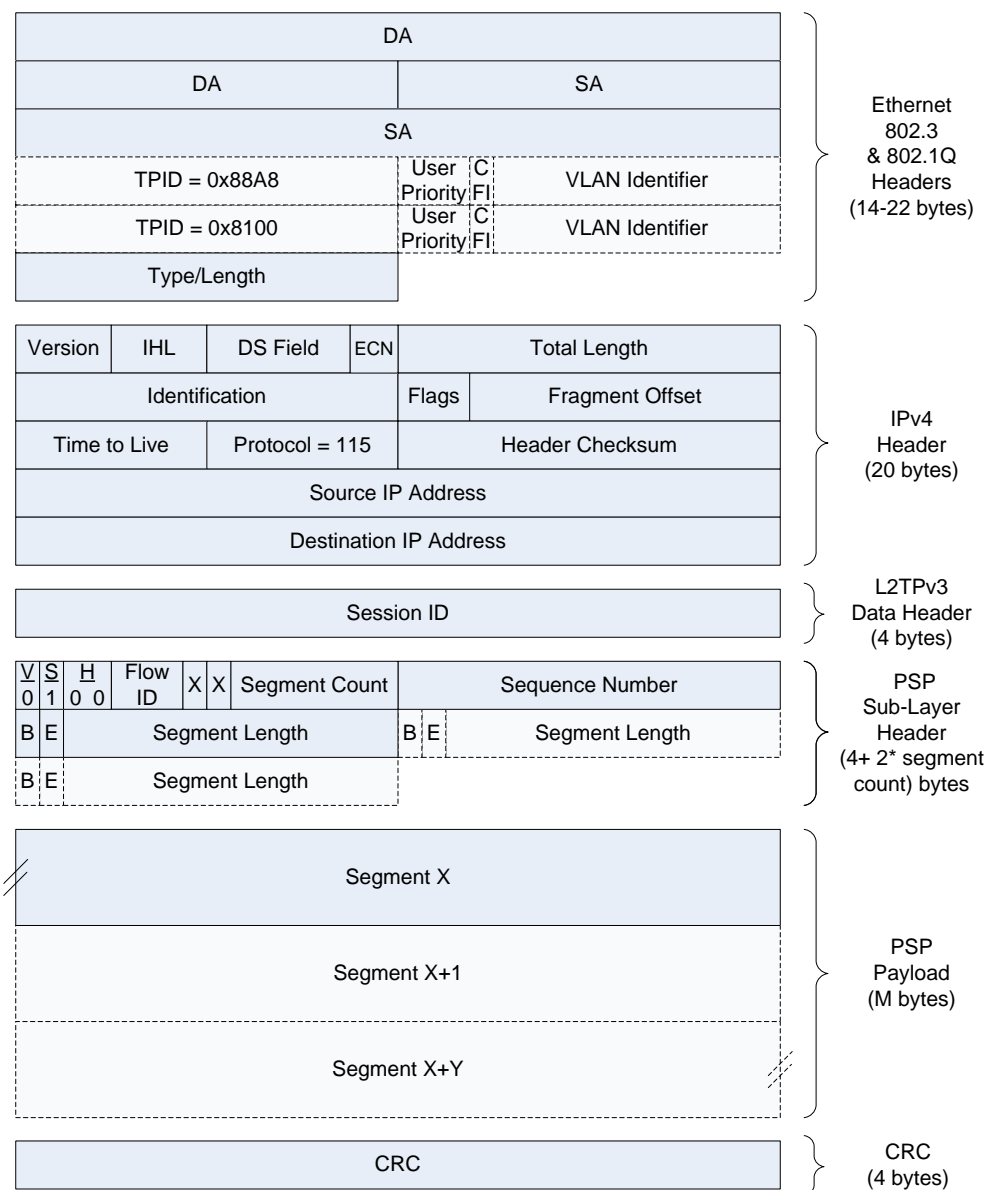 DA
DA SA
SA
TPID = 0x88A8 User Priority C FI VLAN Identifier
TPID = 0x8100 User Priority C FI VLAN Identifier
Type/Length
Ethernet
802.3
& 802.1Q
Headers
(14-22 bytes)
Version IHL DS Field ECN Total Length
Identification Flags Fragment Offset
Time to Live Protocol = 115 Header Checksum
Source IP Address
Destination IP Address
IPv4
Header
(20 bytes)
Session ID
L2TPv3
Data Header
(4 bytes)
V 0 S 1 H 0 0 Flow ID X X Segment Count Sequence Number
B E Segment Length B E Segment Length
B E Segment Length
PSP
Sub-Layer
Header
(4+ 2* segment
count) bytes
Segment X
Segment X+1
Segment X+Y
PSP
Payload
(M bytes)
CRC
CRC
(4 bytes)